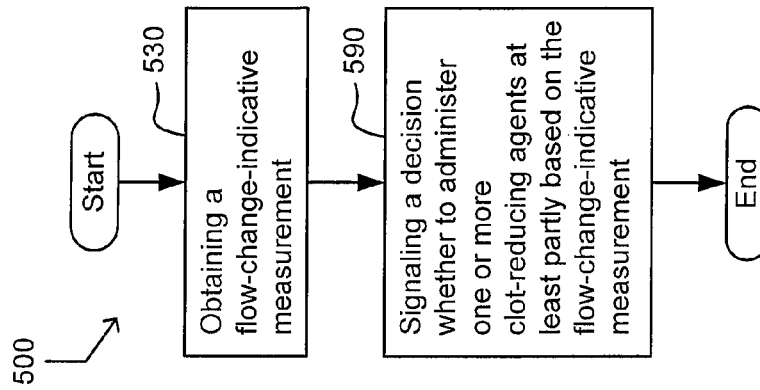 500
Start
530
Obtaining a
flow-change-indicative
measurement
590
Signaling a decision
whether to administer
one or more
clot-reducing agents at
least partly based on the
flow-change-indicative
measurement
End